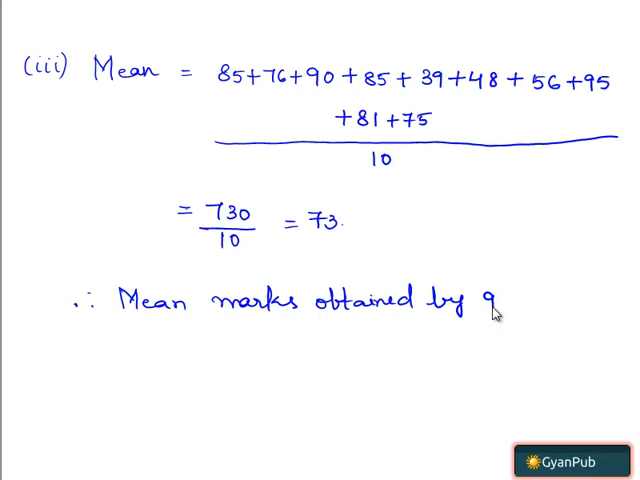 (iii) Mean = 85+76+90+85+39+48+56+95
+81+75
10
= 730
10
= 73.
∴ Mean marks obtained by g
GyanPub